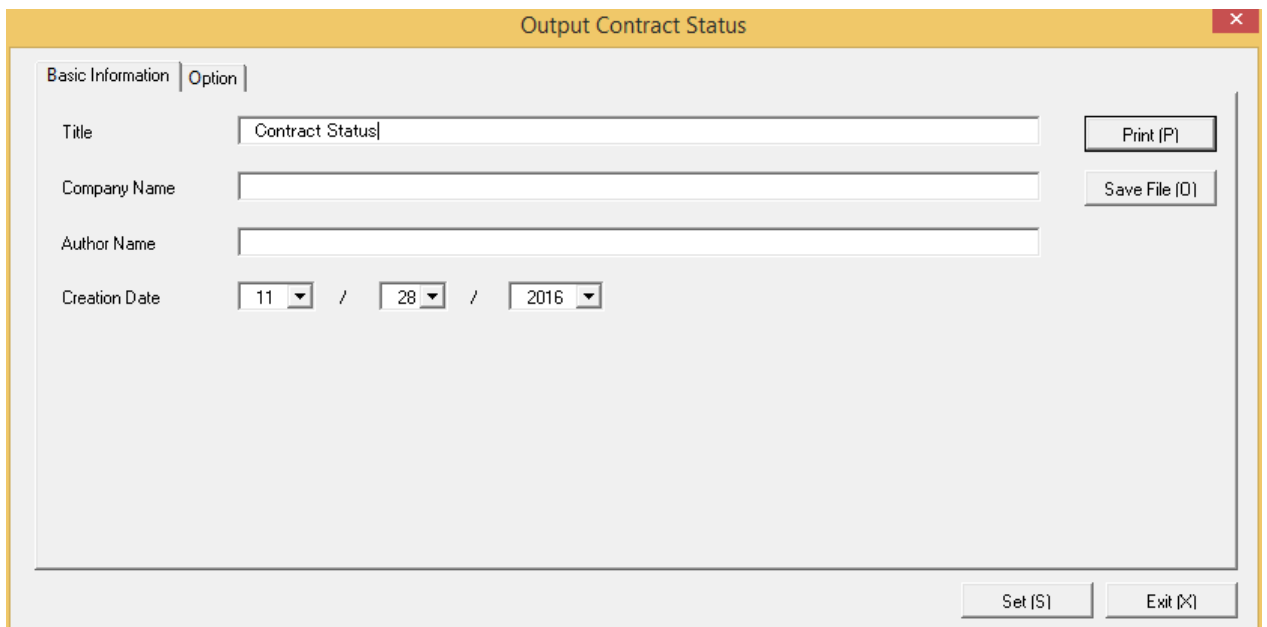 Output Contract Status
Basic Information Option
Title Contract Status Print (P)
Company Name Save File (O)
Author Name
Creation Date 11 / 28 / 2016
Set (S) Exit (X)